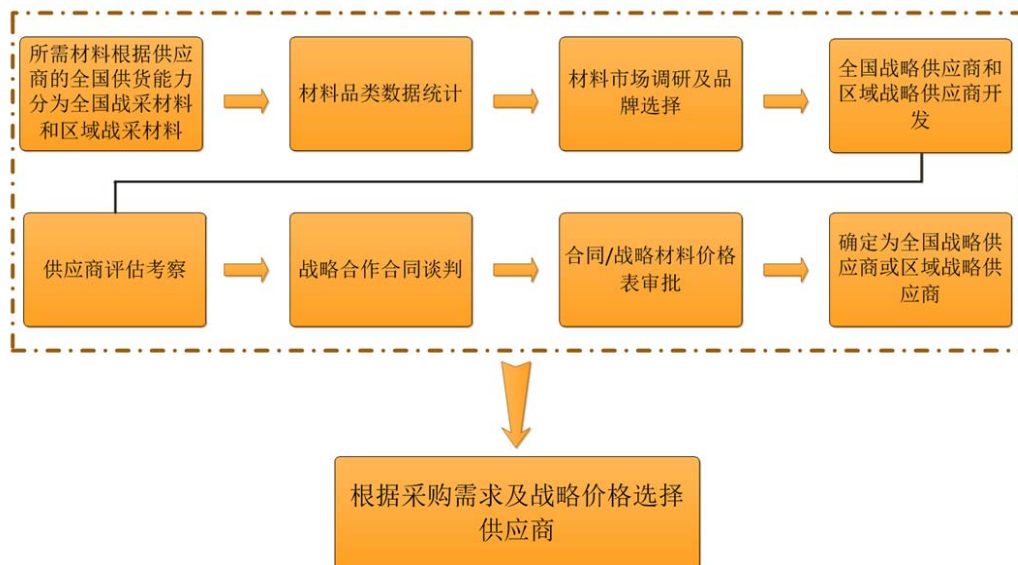 所需材料根据供应
商的全国供货能力
分为全国战采材料
和区域战采材料
材料品类数据统计
材料市场调研及品
牌选择
全国战略供应商和
区域战略供应商开
发
供应商评估考察
战略合作合同谈判
合同/战略材料价格
表审批
确定为全国战略供
应商或区域战略供
应商
根据采购需求及战略价格选择
供应商